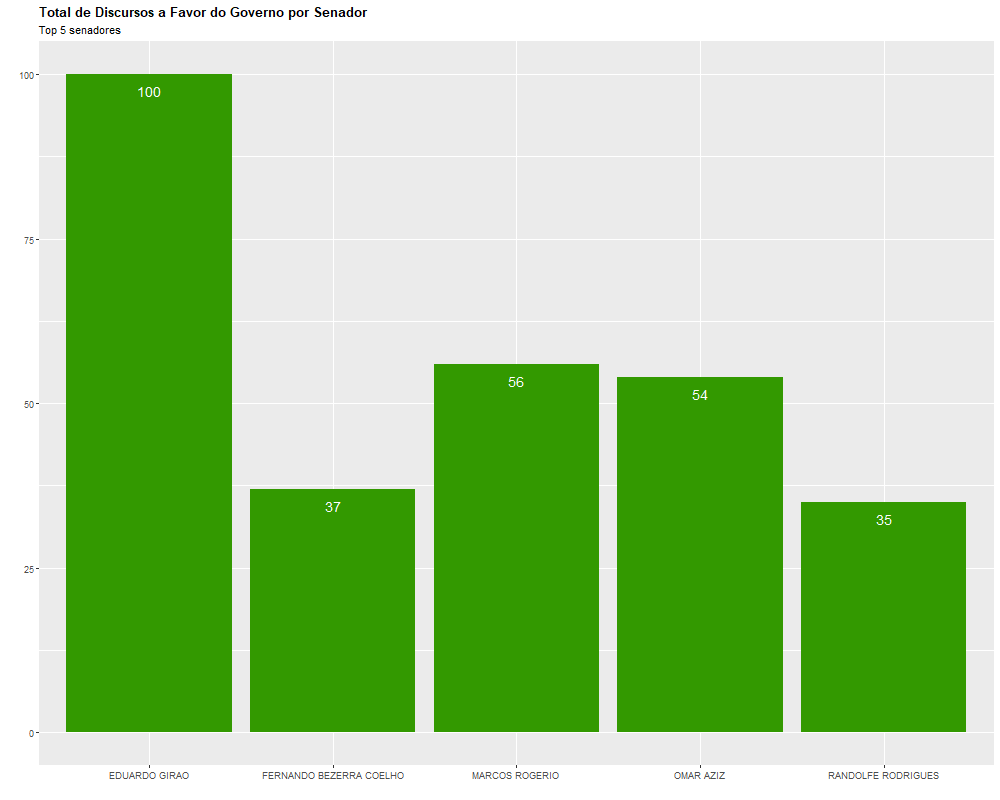 Total de Discursos a Favor do Governo por Senador
Top 5 senadores
100
75
50
25
0
100
37
56
54
35
EDUARDO GIRAO
FERNANDO BEZERRA COELHO
MARCOS ROGERIO
OMAR AZIZ
RANDOLFE RODRIGUES